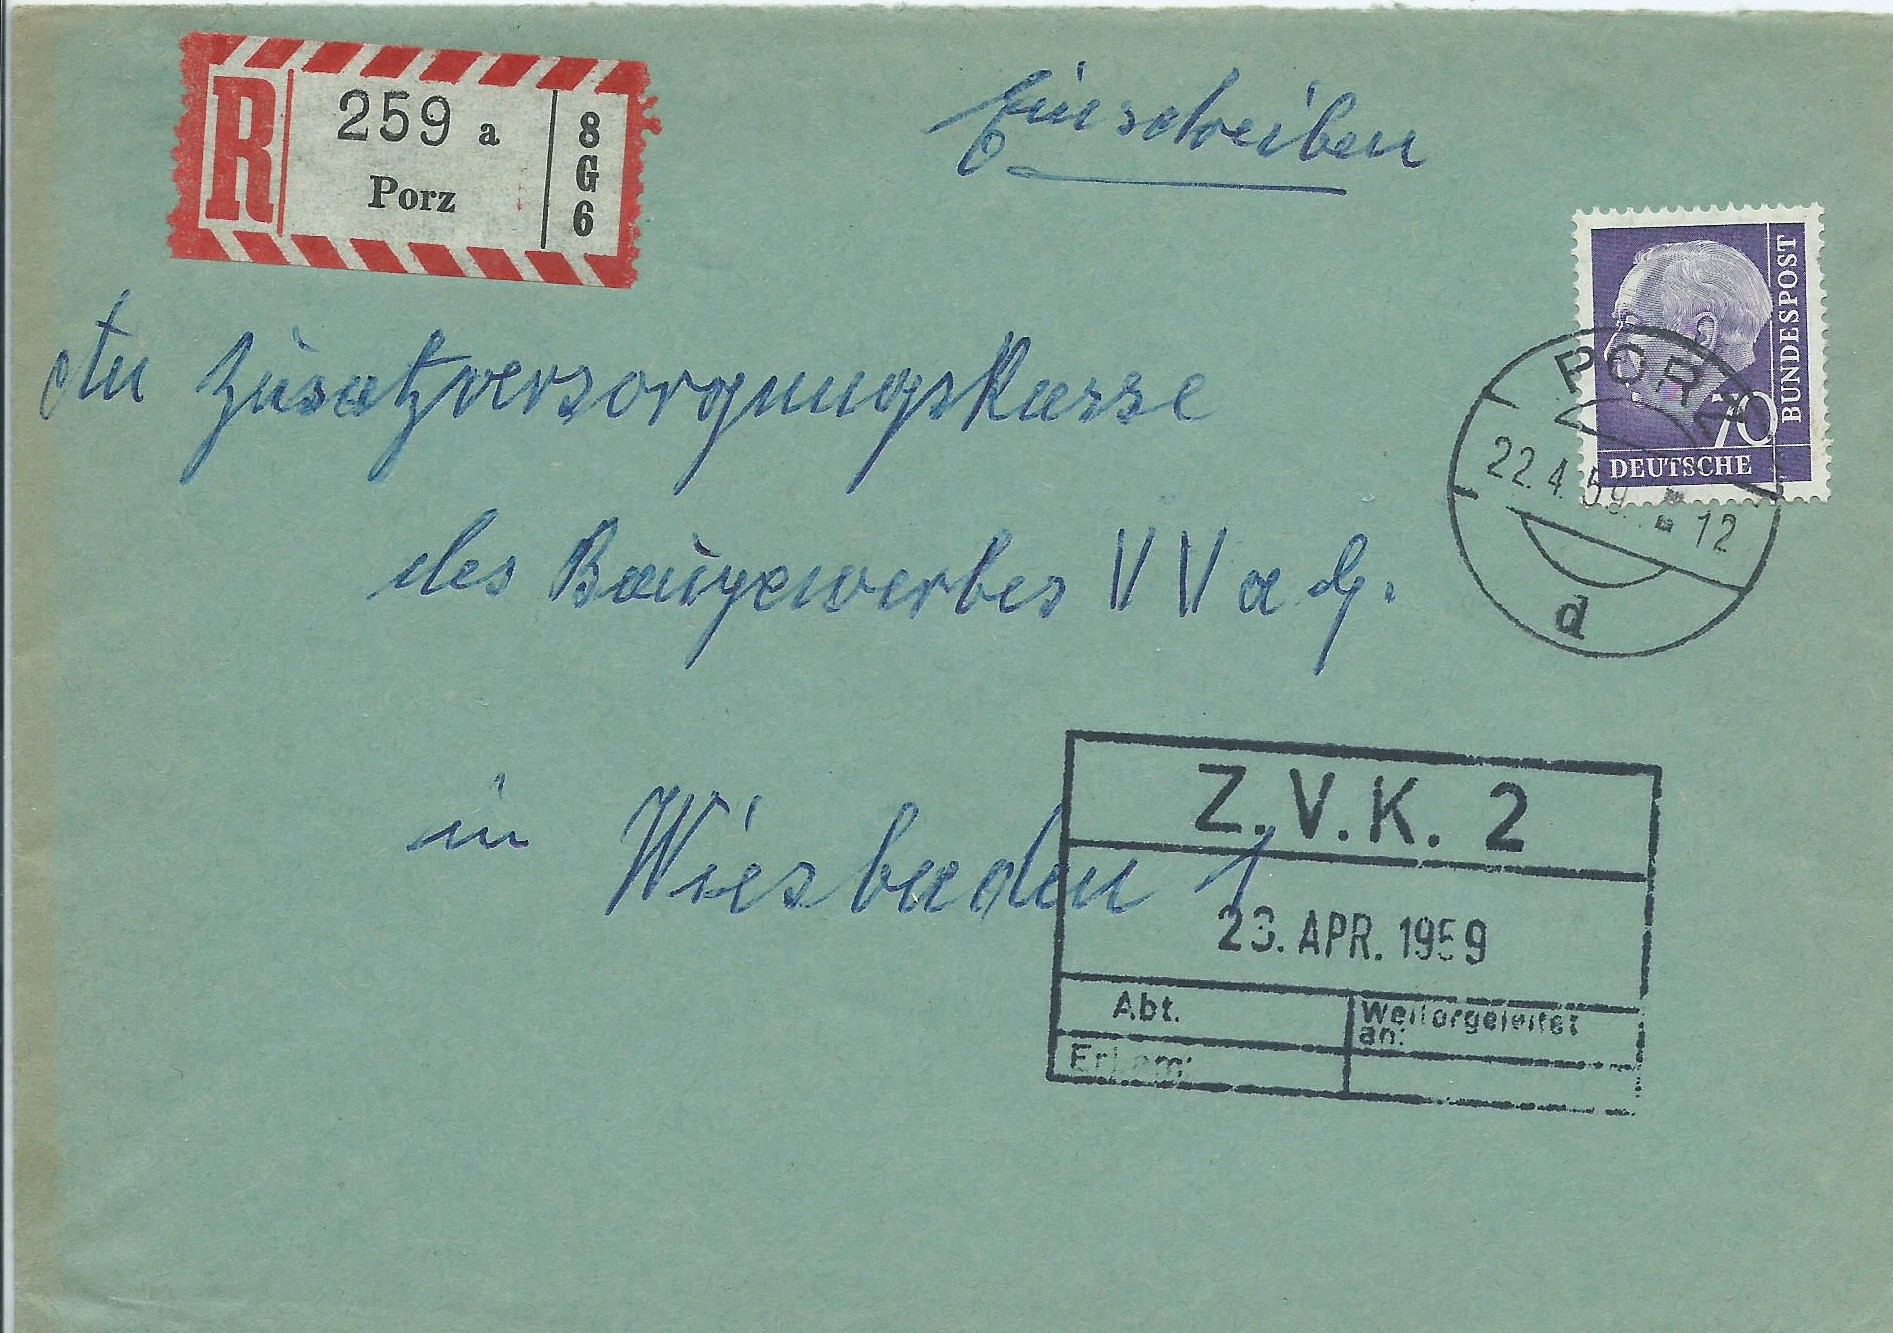 R 259 a
Porz
8
G
6
Einschreiben
BUNDESPOST
70
DEUTSCHE
PORZ
22.4.59 12
d
An Zusatzversorgungskasse
des Baugewerbes VVaG.
in Wiesbaden 1
Z.V.K. 2
23. APR. 1959
Abt.
Weitergeleitet
an: